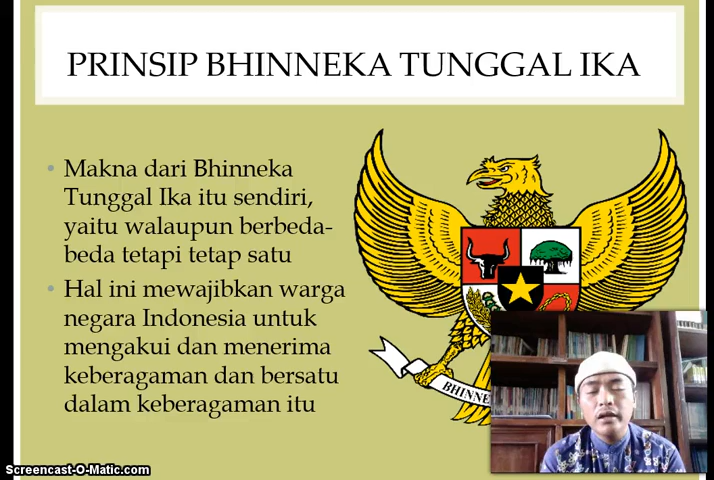 PRINSIP BHINNEKA TUNGGAL IKA
• Makna dari Bhinneka
Tunggal Ika itu sendiri,
yaitu walaupun berbeda-
beda tetapi tetap satu
• Hal ini mewajibkan warga
negara Indonesia untuk
mengakui dan menerima
keberagaman dan bersatu
dalam keberagaman itu
Screencast-O-Matic.com